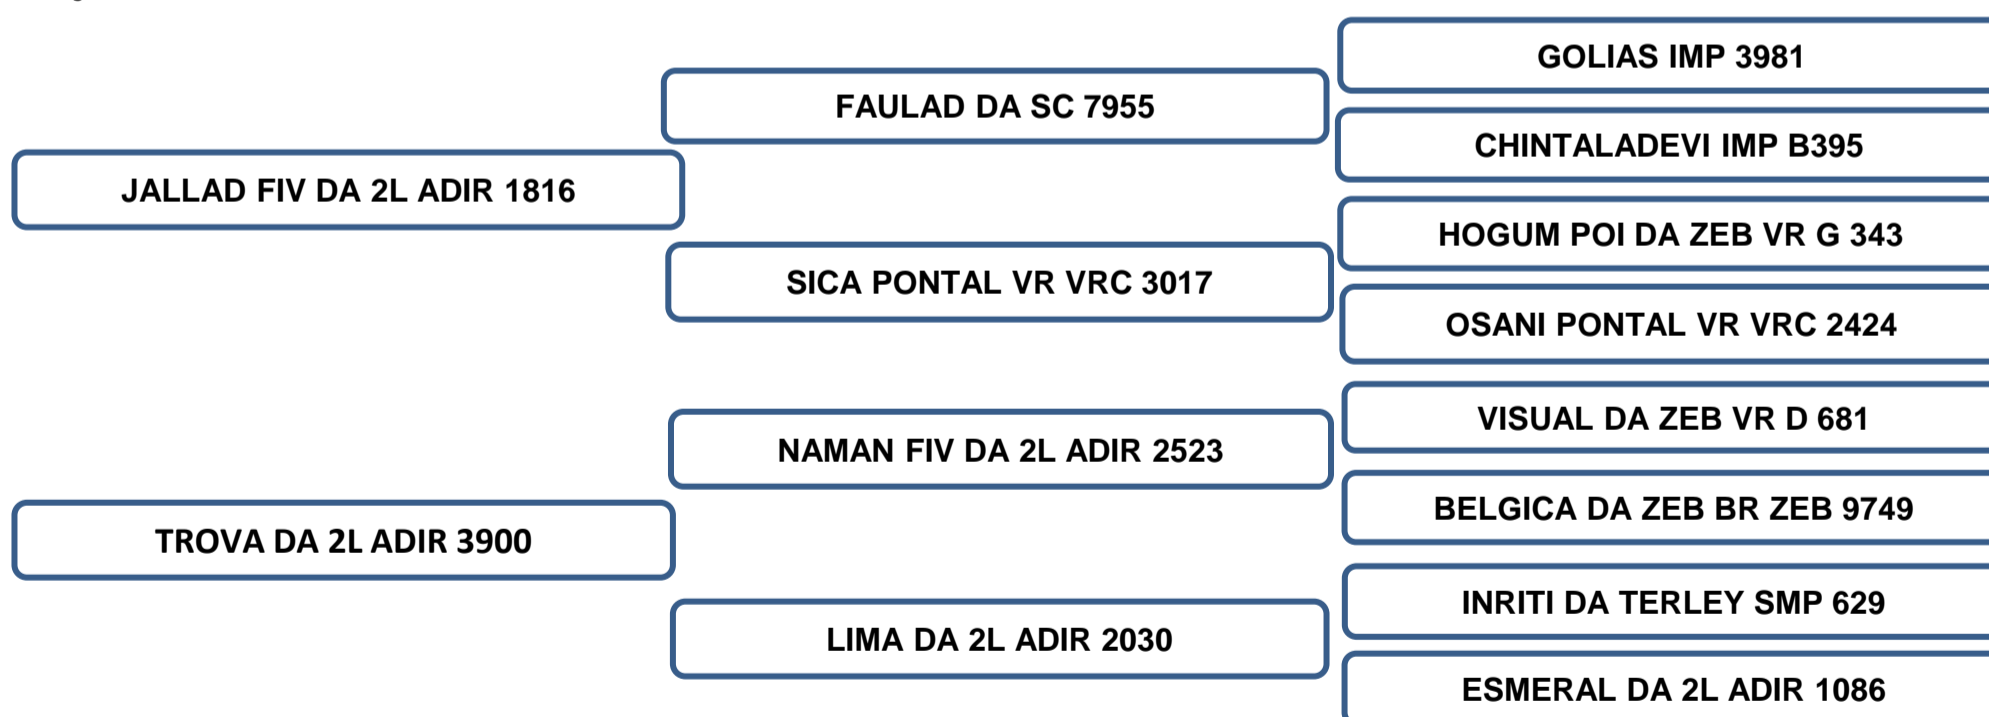 GOLIAS IMP 3981
FAULAD DA SC 7955
CHINTALADEVI IMP B395
JALLAD FIV DA 2L ADIR 1816
HOGUM POI DA ZEB VR G 343
SICA PONTAL VR VRC 3017
OSANI PONTAL VR VRC 2424
VISUAL DA ZEB VR D 681
NAMAN FIV DA 2L ADIR 2523
BELGICA DA ZEB BR ZEB 9749
TROVA DA 2L ADIR 3900
INRITI DA TERLEY SMP 629
LIMA DA 2L ADIR 2030
ESMERAL DA 2L ADIR 1086